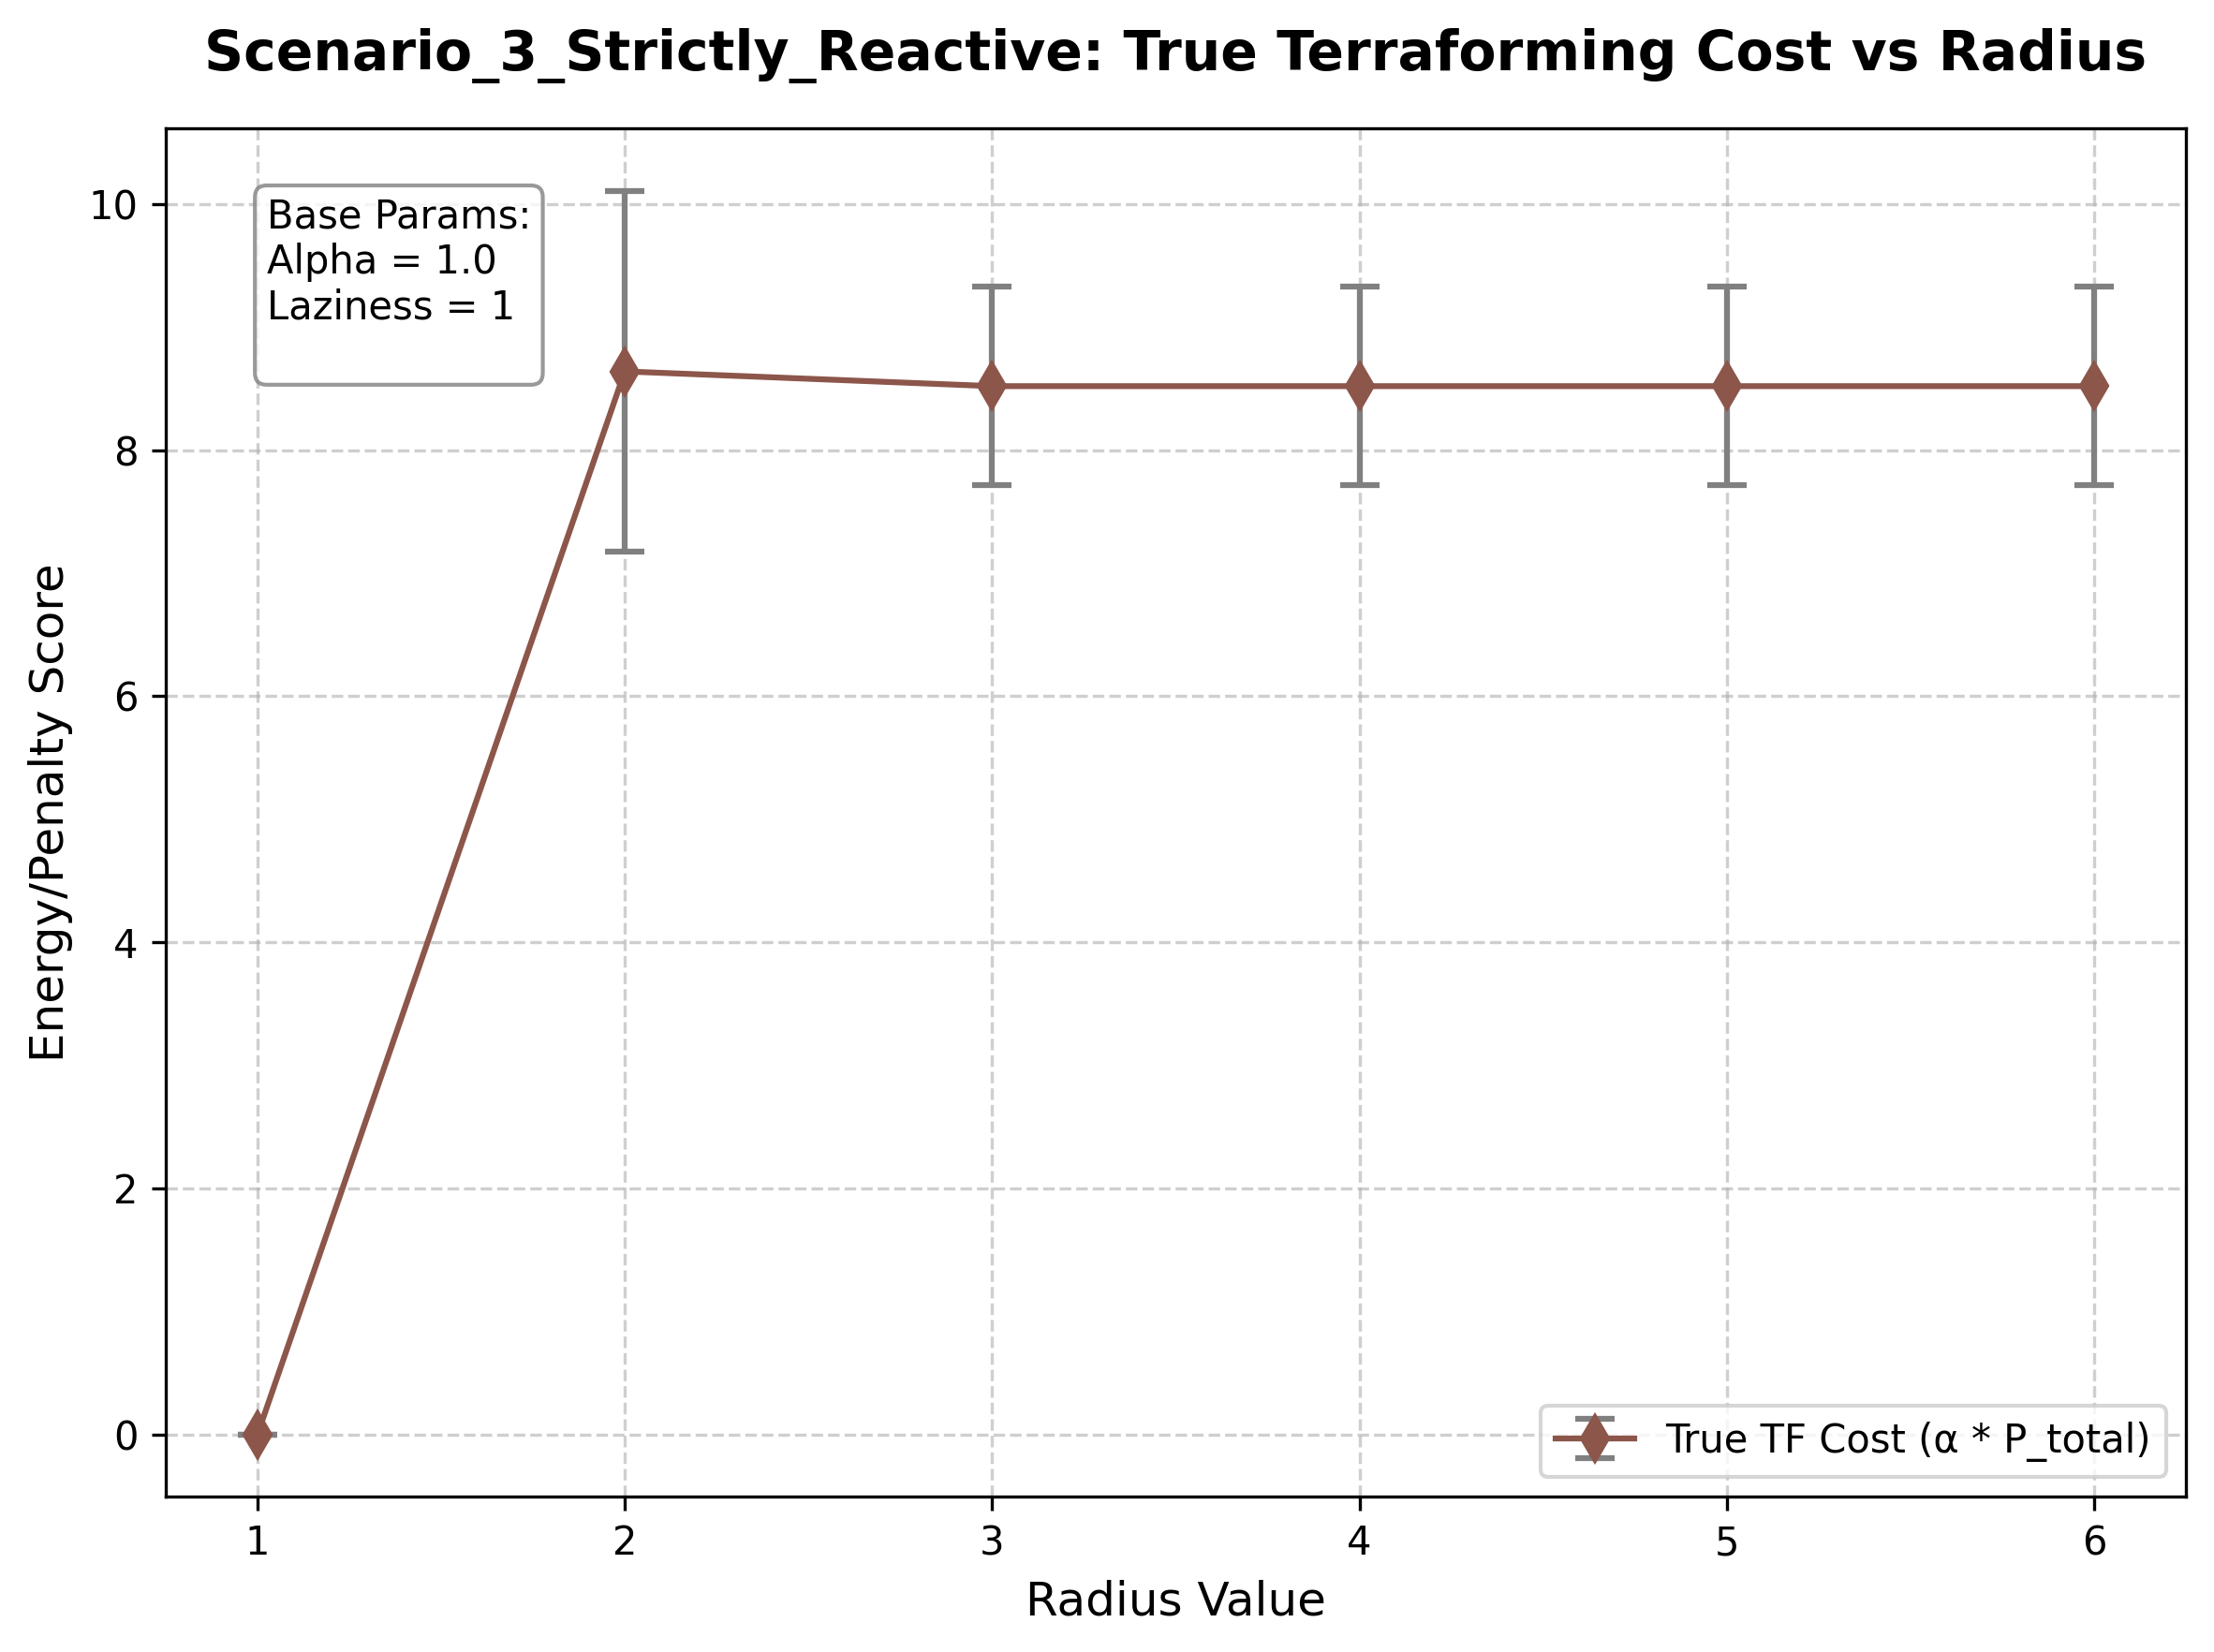 Scenario_3_Strictly_Reactive: True Terraforming Cost vs Radius
Base Params:
Alpha = 1.0
Laziness = 1
Energy/Penalty Score
10
8
6
4
2
0
True TF Cost (α * P_total)
1
2
3
4
5
6
Radius Value